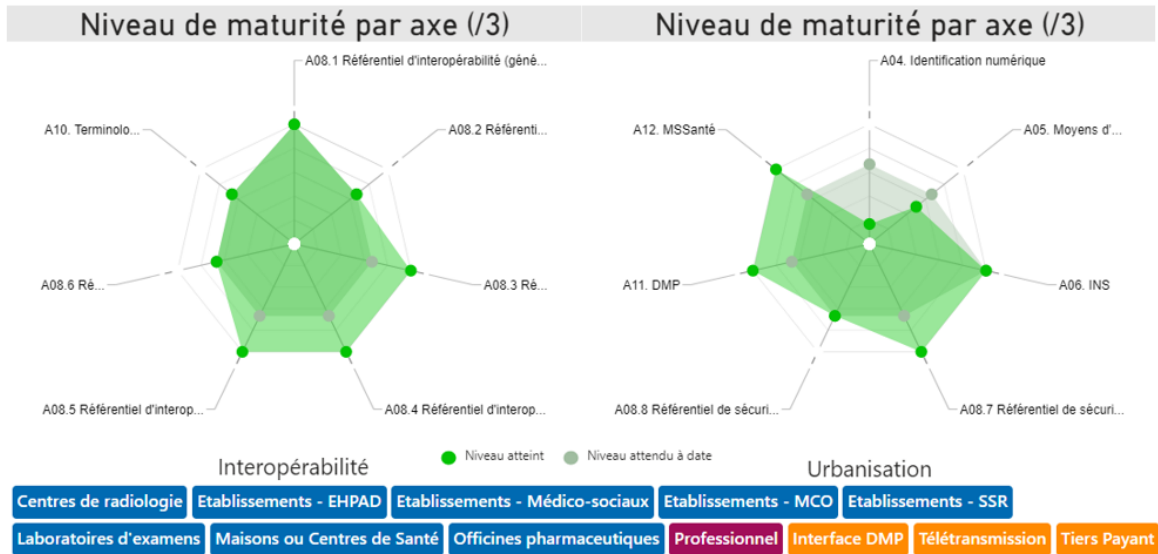 Niveau de maturité par axe (/3)
A08.1 Référentiel d'interopérabilité (géné...
A10. Terminolo...
A08.2 Référenti...
A08.6 Ré...
A08.3 Ré...
A08.5 Référentiel d'interop...
A08.4 Référentiel d'interop...
Niveau de maturité par axe (/3)
A04. Identification numérique
A12. MSSanté
A05. Moyens d'...
A11. DMP
A06. INS
A08.8 Référentiel de sécuri...
A08.7 Référentiel de sécuri...
Niveau atteint
Niveau attendu à date
Interopérabilité
Urbanisation
Centres de radiologie Etablissements - EHPAD Etablissements - Médico-sociaux Etablissements - MCO Etablissements - SSR
Laboratoires d'examens Maisons ou Centres de Santé Officines pharmaceutiques Professionnel Interface DMP Télétransmission Tiers Payant